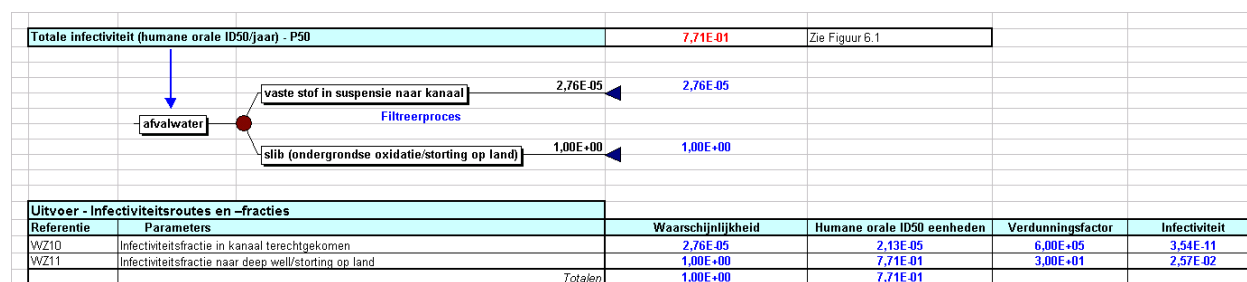 Totale infectiviteit (humane orale ID50/jaar) - P50 7,71E-01 Zie Figuur 6.1
vaste stof in suspensie naar kanaal 2,76E-05 2,76E-05
Filtreerproces
afvalwater
slib (ondergrondse oxidatie/storting op land) 1,00E+00 1,00E+00
Uitvoer - Infectiviteitsroutes en –fracties
Referentie Parameters Waarschijnlijkheid Humane orale ID50 eenheden Verdunningsfactor Infectiviteit
WZ10 Infectiviteitsfractie in kanaal terechtgekomen 2,76E-05 2,13E-05 6,00E+05 3,54E-11
WZ11 Infectiviteitsfractie naar deep well/storting op land 1,00E+00 7,71E-01 3,00E+01 2,57E-02
Totalen 1,00E+00 7,71E-01